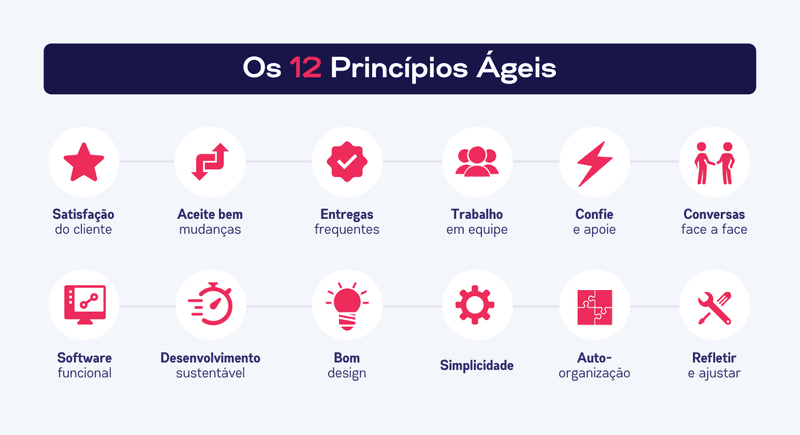 Os 12 Princípios Ágeis
Satisfação
do cliente
Aceite bem
mudanças
Entregas
frequentes
Trabalho
em equipe
Confie
e apoie
Conversas
face a face
Software
funcional
Desenvolvimento
sustentável
Bom
design
Simplicidade
Auto-
organização
Refletir
e ajustar